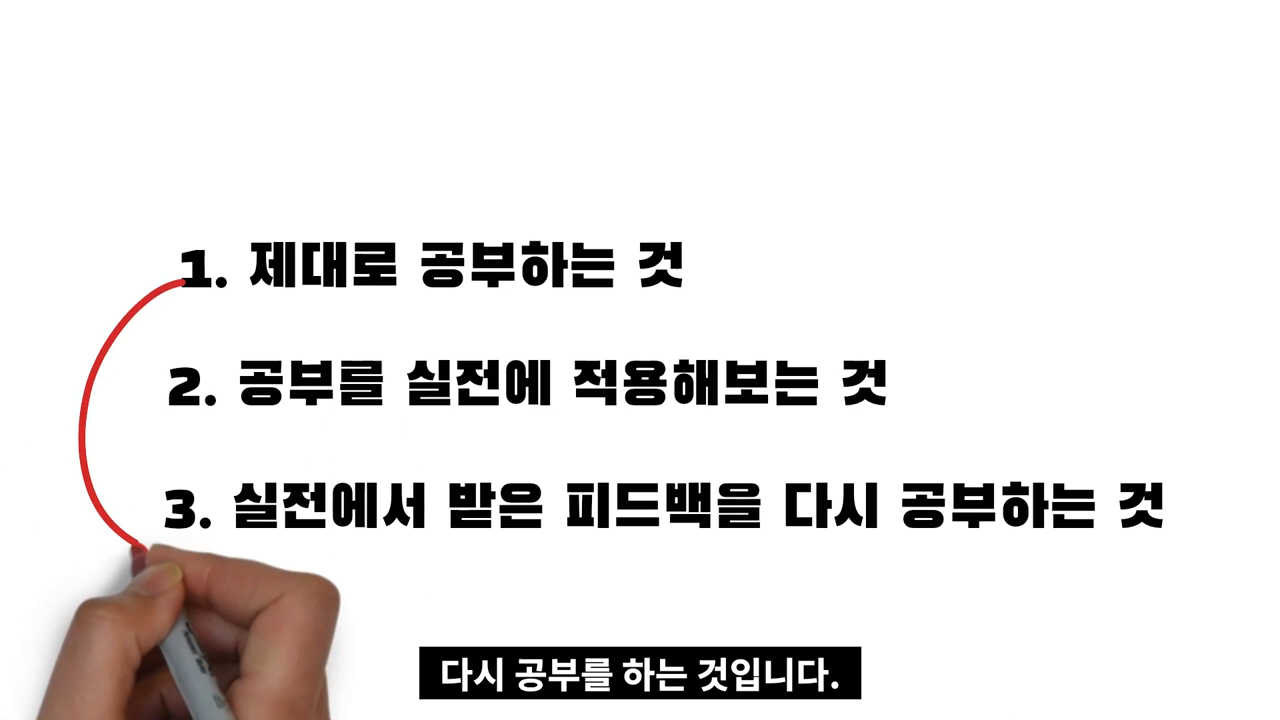 1. 제대로 공부하는 것
2. 공부를 실전에 적용해보는 것
3. 실전에서 받은 피드백을 다시 공부하는 것
다시 공부를 하는 것입니다.